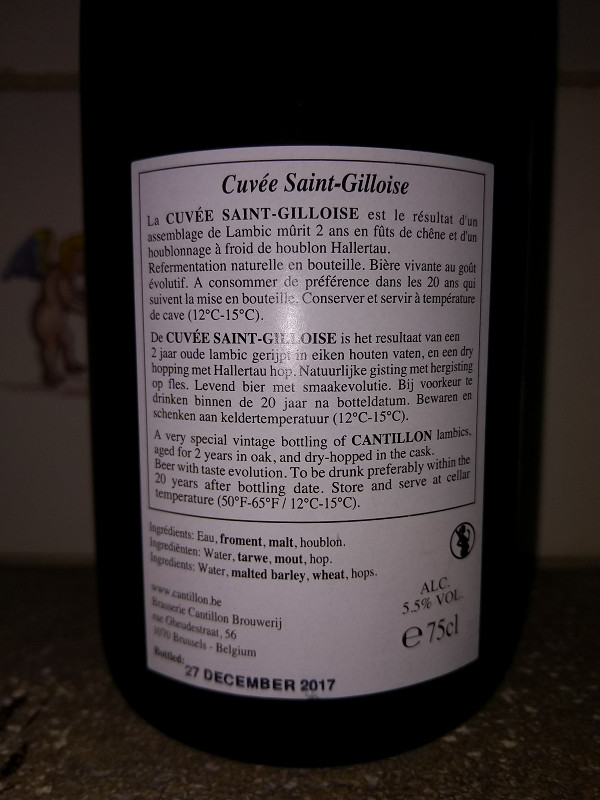 Cuvée Saint-Gilloise
La CUVÉE SAINT-GILLOISE est le résultat d'un
assemblage de Lambic mûrit 2 ans en fûts de chêne et d'un
houblonnage à froid de houblon Hallertau.
Refermentation naturelle en bouteille. Bière vivante au goût
évolutif. A consommer de préférence dans les 20 ans qui
suivent la mise en bouteille. Conserver et servir à température
de cave (12°C-15°C).
De CUVÉE SAINT-GILLOISE is het resultaat van een
2 jaar oude lambic gerijpt in eiken houten vaten, en een dry
hopping met Hallertau hop. Natuurlijke gisting met hergisting
op fles. Levend bier met smaakevolutie. Bij voorkeur te
drinken binnen de 20 jaar na botteldatum. Bewaren en
schenken aan keldertemperatuur (12°C-15°C).
A very special vintage bottling of CANTILLON lambics,
aged for 2 years in oak, and dry-hopped in the cask.
Beer with taste evolution. To be drunk preferably within the
20 years after bottling date. Store and serve at cellar
temperature (50°F-65°F / 12°C-15°C).
Ingrédients: Eau, froment, malt, houblon.
Ingrediënten: Water, tarwe, mout, hop.
Ingredients: Water, malted barley, wheat, hops.
www.cantillon.be
Brasserie Cantillon Brouwerij
rue Gheudestraat, 56
1070 Brussels - Belgium
ALC.
5.5% VOL.
℮ 75cl
Bottled:
27 DECEMBER 2017